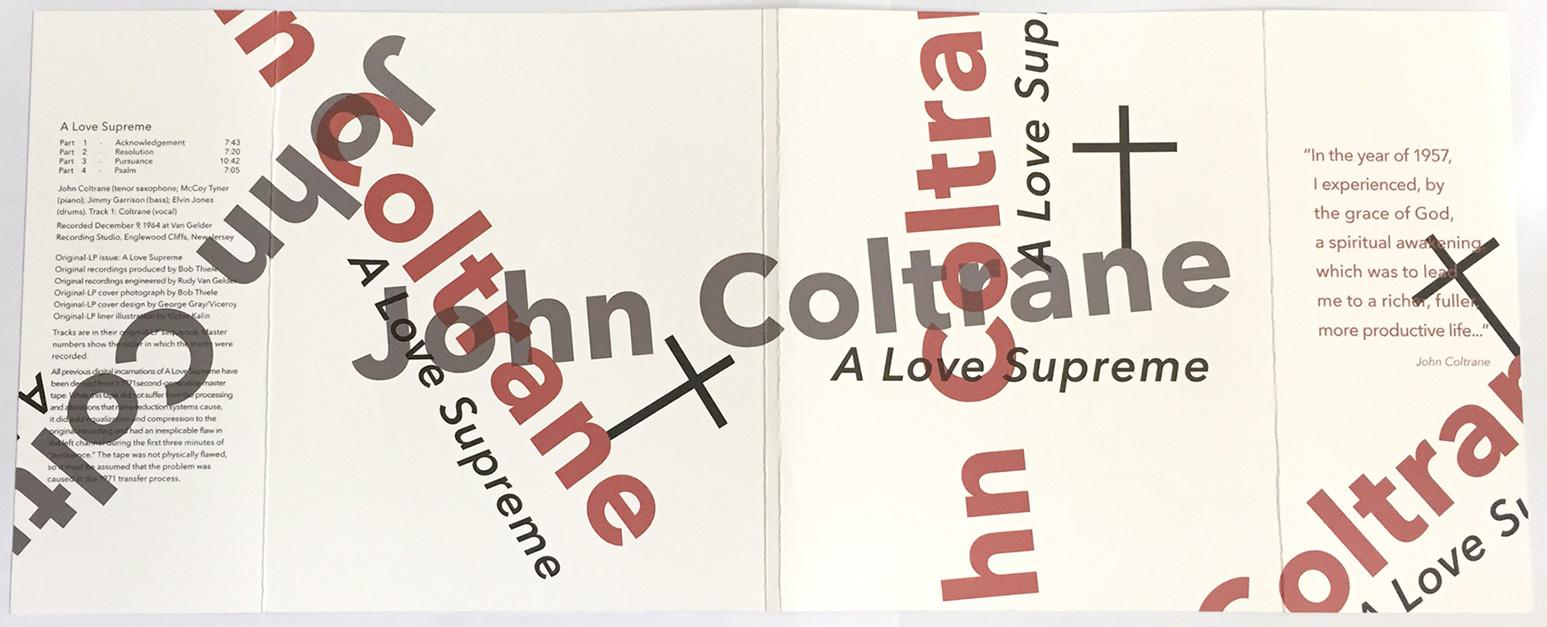 A Love Supreme
Part 1 - Acknowledgement 7:43
Part 2 - Resolution 7:20
Part 3 - Pursuance 10:42
Part 4 - Psalm 7:05
John Coltrane (tenor saxophone; McCoy Tyner
(piano); Jimmy Garrison (bass); Elvin Jones
(drums). Track 1: Coltrane (vocal)
Recorded December 9, 1964 at Van Gelder
Recording Studio, Englewood Cliffs, New Jersey
Original-LP issue: A Love Supreme
Original recordings produced by Bob Thiele
Original recordings engineered by Rudy Van Gelder
Original-LP cover photograph by Bob Thiele
Original-LP cover design by George Gray/Viceroy
Original-LP liner illustration by Victor Kalin
Tracks are in their original-LP sequence. Master
numbers show the order in which the tracks were
recorded.
All previous digital incarnations of A Love Supreme have
been derived from a 1971 second-generation master
tape. While this tape did not suffer from the processing
and alterations that noise reduction systems cause,
it did add equalization and compression to the
original recording and had an inexplicable flaw in
the left channel during the first three minutes of
"pursuance." The tape was not physically flawed,
so it must be assumed that the problem was
caused in the 1971 transfer process.
John
Colt
A
n
Coltrane
A Love Supreme
John Coltrane
A Love Supreme
hn Coltra
A Love Sup
“In the year of 1957,
I experienced, by
the grace of God,
a spiritual awakening,
which was to lead
me to a richer, fuller,
more productive life...”
John Coltrane
Coltran
A Love Su